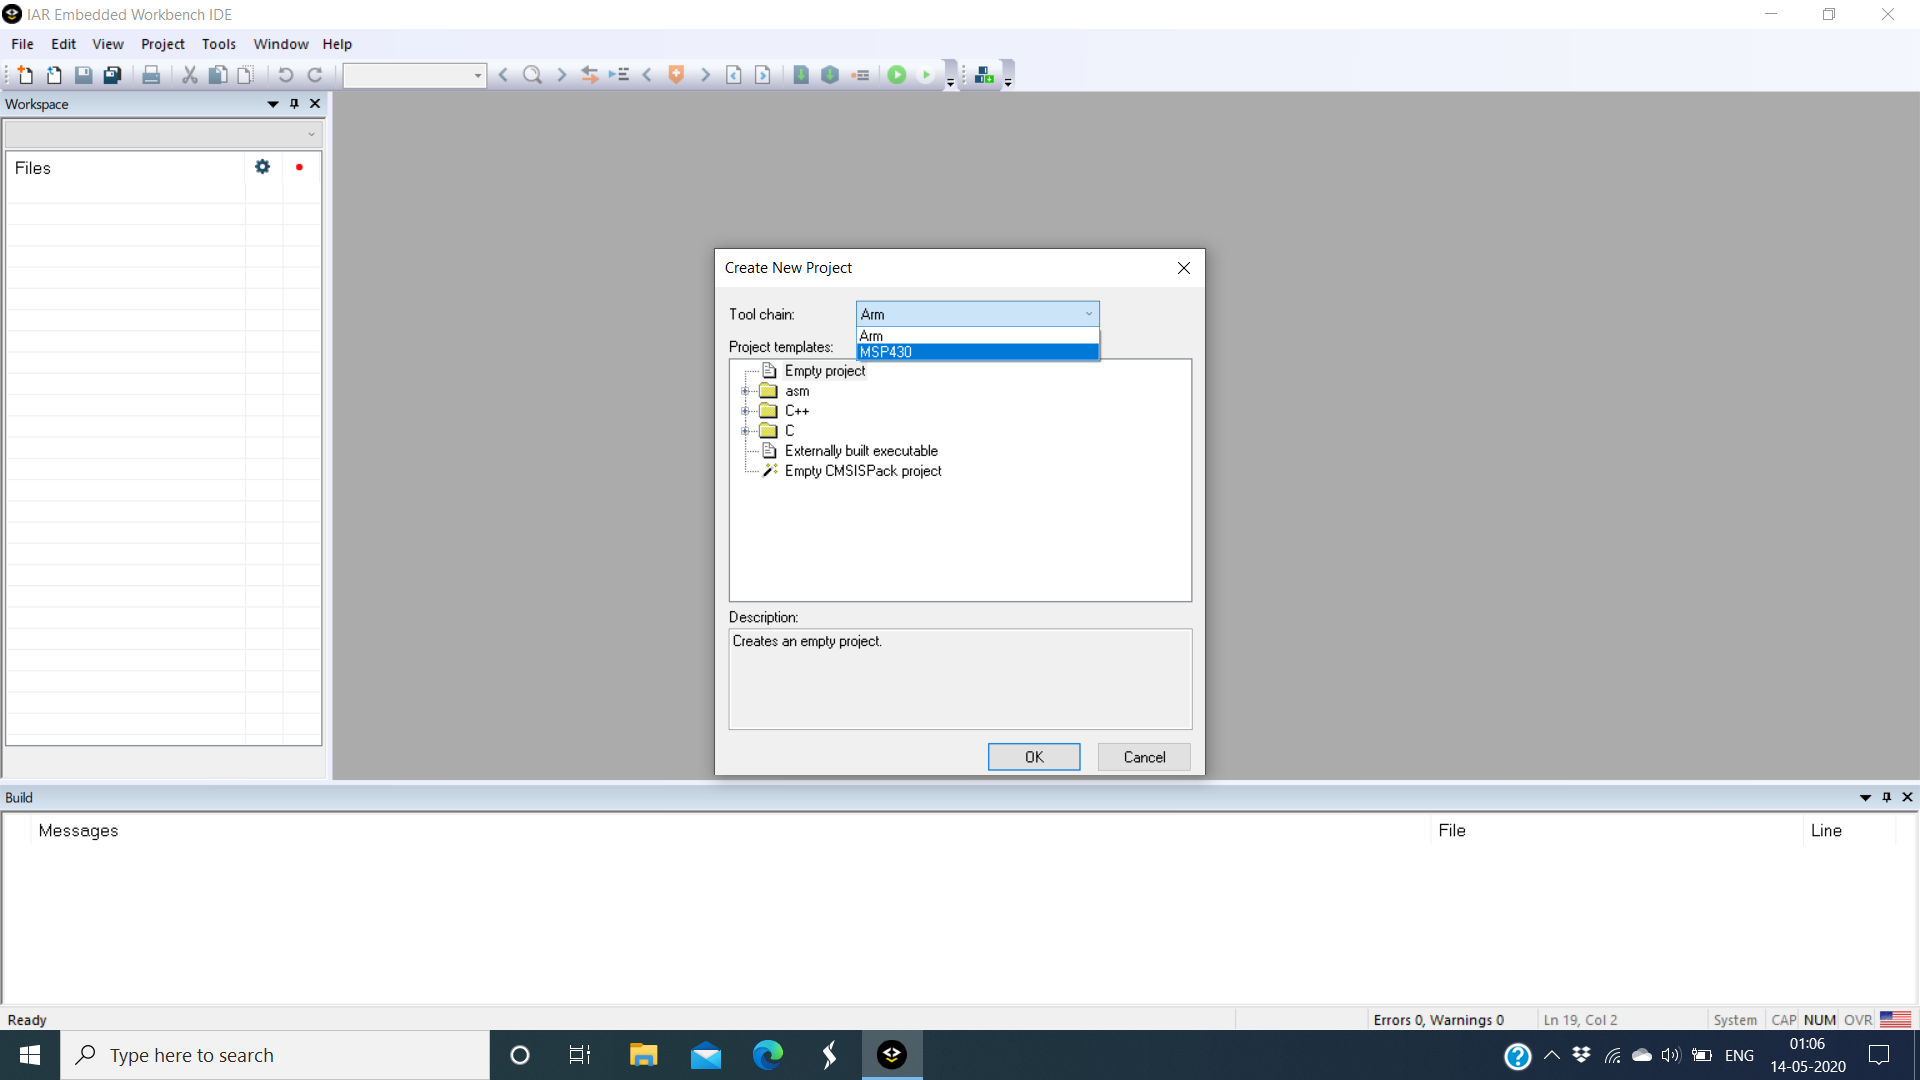 IAR Embedded Workbench IDE
File Edit View Project Tools Window Help
Workspace
Files
Create New Project
Tool chain: Arm
Arm
MSP430
Project templates:
Empty project
asm
C++
C
Externally built executable
Empty CMSISPack project
Description:
Creates an empty project.
OK Cancel
Build
Messages File Line
Ready Errors 0, Warnings 0 Ln 19, Col 2 System CAP NUM OVR
Type here to search
ENG
01:06
14-05-2020